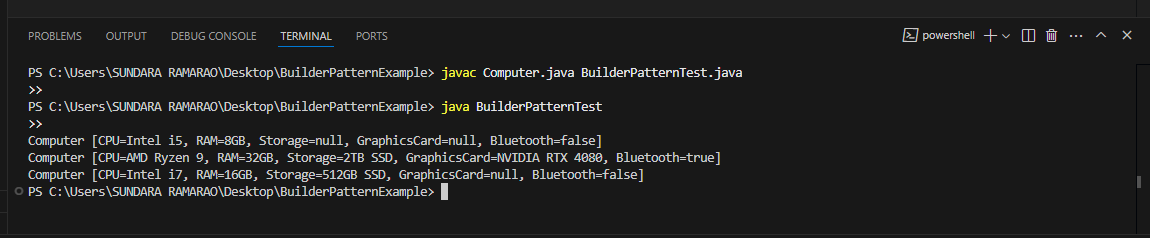 PROBLEMS OUTPUT DEBUG CONSOLE TERMINAL PORTS powershell
PS C:\Users\SUNDARA RAMARAO\Desktop\BuilderPatternExample> javac Computer.java BuilderPatternTest.java
>>
PS C:\Users\SUNDARA RAMARAO\Desktop\BuilderPatternExample> java BuilderPatternTest
>>
Computer [CPU=Intel i5, RAM=8GB, Storage=null, GraphicsCard=null, Bluetooth=false]
Computer [CPU=AMD Ryzen 9, RAM=32GB, Storage=2TB SSD, GraphicsCard=NVIDIA RTX 4080, Bluetooth=true]
Computer [CPU=Intel i7, RAM=16GB, Storage=512GB SSD, GraphicsCard=null, Bluetooth=false]
PS C:\Users\SUNDARA RAMARAO\Desktop\BuilderPatternExample>